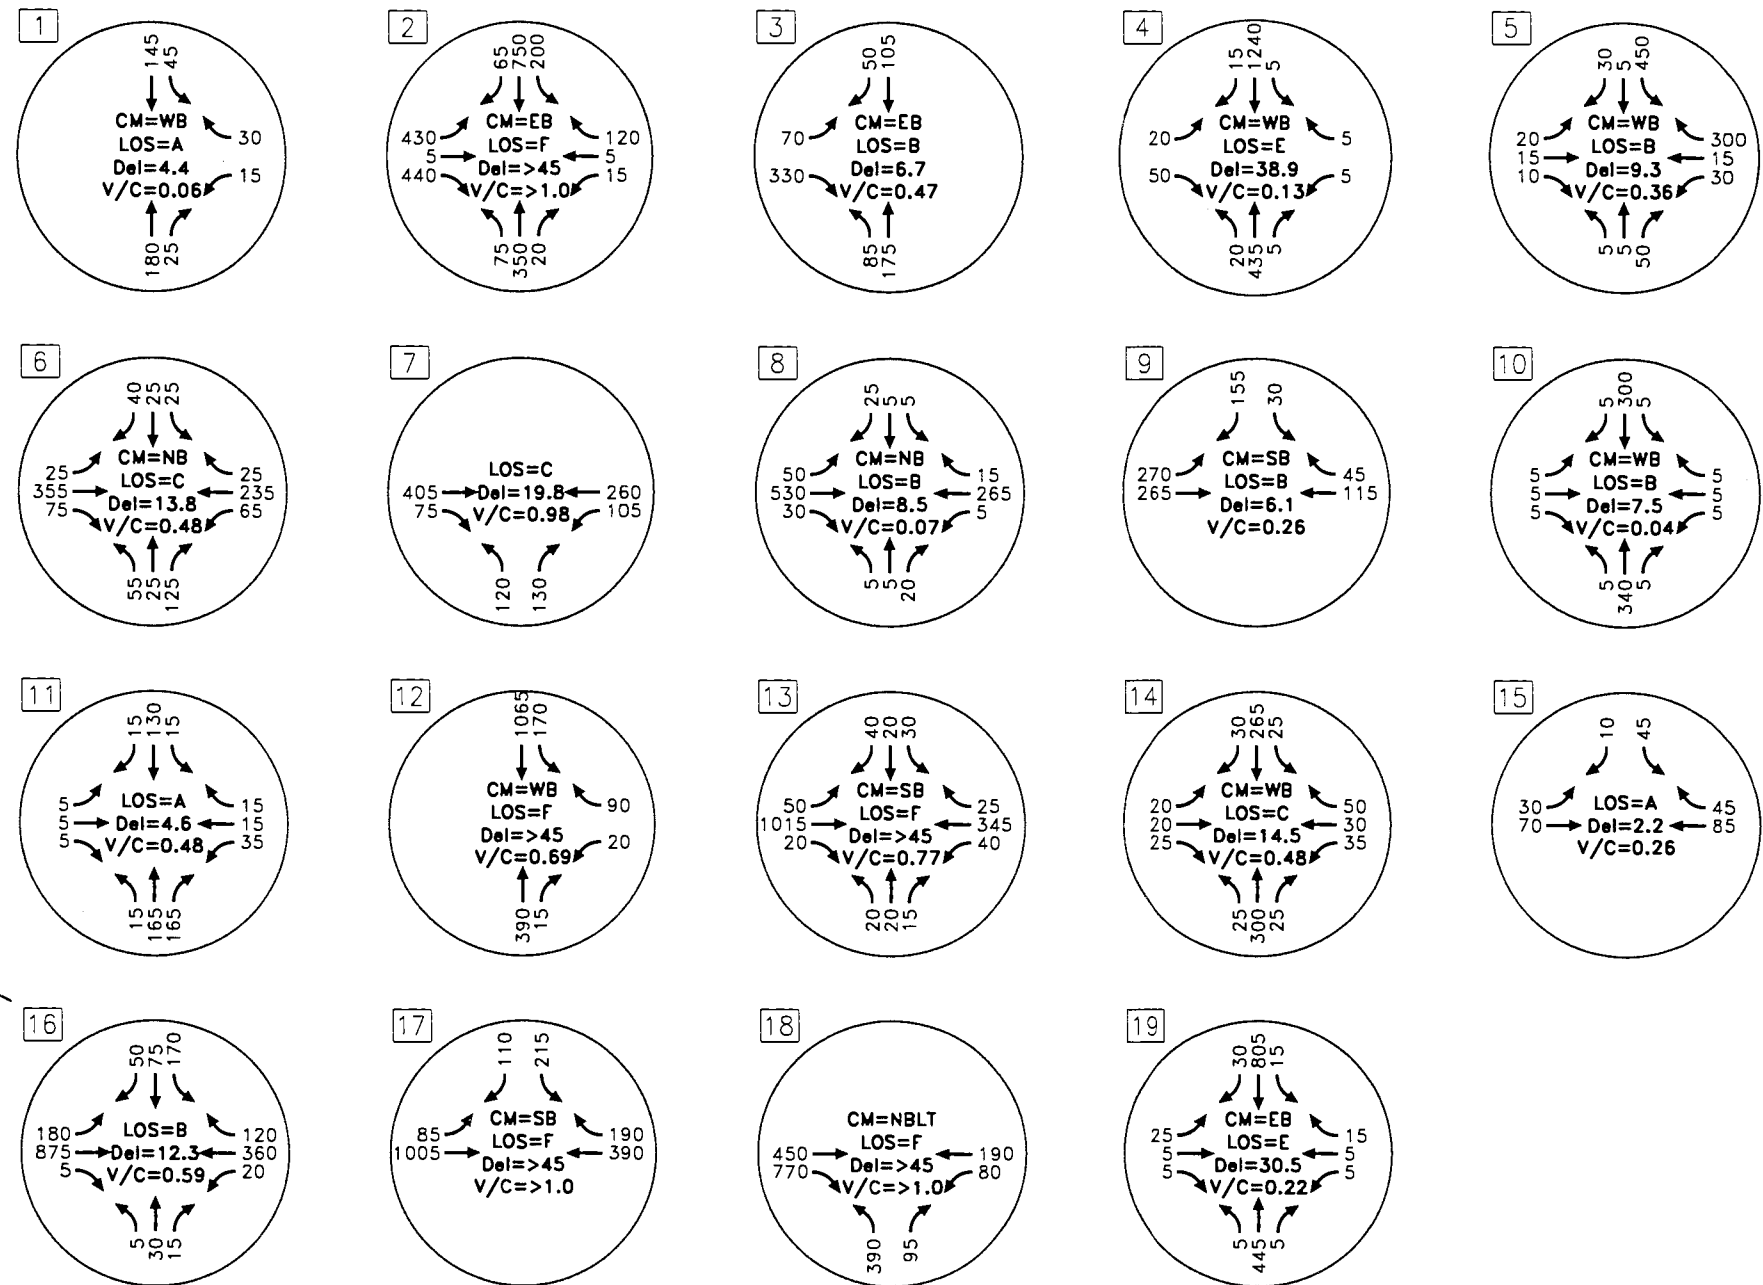 1
145
45
CM=WB
LOS=A
Del=4.4
V/C=0.06
30
15
180
25
2
65
750
200
430
5
440
CM=EB
LOS=F
Del=>45
V/C=>1.0
120
5
15
75
350
20
3
50
105
70
330
CM=EB
LOS=B
Del=6.7
V/C=0.47
85
175
4
15
1240
5
20
50
CM=WB
LOS=E
Del=38.9
V/C=0.13
5
5
20
435
5
5
30
5
450
20
15
10
CM=WB
LOS=B
Del=9.3
V/C=0.36
300
15
30
5
5
50
6
40
25
25
25
355
75
CM=NB
LOS=C
Del=13.8
V/C=0.48
25
235
65
55
25
125
7
405
75
LOS=C
Del=19.8
V/C=0.98
260
105
120
130
8
25
5
5
50
530
30
CM=NB
LOS=B
Del=8.5
V/C=0.07
15
265
5
5
5
20
9
155
30
270
265
CM=SB
LOS=B
Del=6.1
V/C=0.26
45
115
10
5
300
5
5
5
5
CM=WB
LOS=B
Del=7.5
V/C=0.04
5
5
5
5
340
5
11
15
130
15
5
5
5
LOS=A
Del=4.6
V/C=0.48
15
15
35
15
165
165
12
1065
170
CM=WB
LOS=F
Del=>45
V/C=0.69
90
20
390
15
13
40
20
30
50
1015
20
CM=SB
LOS=F
Del=>45
V/C=0.77
25
345
40
20
20
15
14
30
265
25
20
20
25
CM=WB
LOS=C
Del=14.5
V/C=0.48
50
30
35
25
300
25
15
10
45
30
70
LOS=A
Del=2.2
V/C=0.26
45
85
16
50
75
170
180
875
5
LOS=B
Del=12.3
V/C=0.59
120
360
20
5
30
15
17
110
215
85
1005
CM=SB
LOS=F
Del=>45
V/C=>1.0
190
390
18
450
770
CM=NBLT
LOS=F
Del=>45
V/C=>1.0
190
80
390
95
19
30
805
15
25
5
5
CM=EB
LOS=E
Del=30.5
V/C=0.22
15
5
5
5
445
5